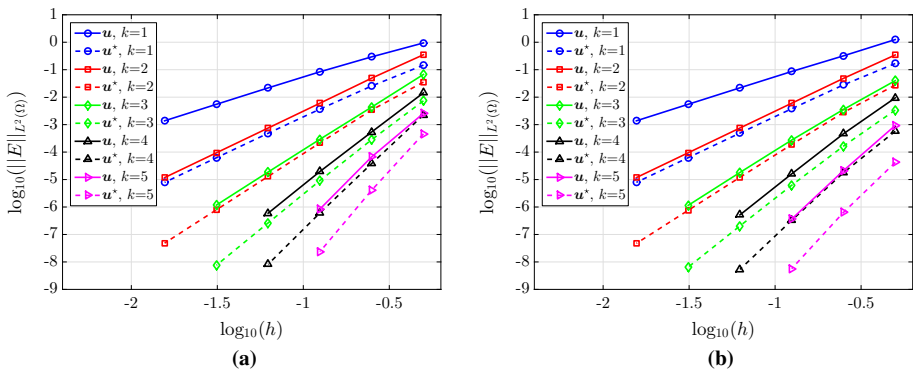 1
0
-1
-2
-3
-4
-5
-6
-7
-8
-9
log₁₀(||E||_{L²(Ω)})
u, k=1
u⋆, k=1
u, k=2
u⋆, k=2
u, k=3
u⋆, k=3
u, k=4
u⋆, k=4
u, k=5
u⋆, k=5
-2 -1.5 -1 -0.5
log₁₀(h)
(a)
1
0
-1
-2
-3
-4
-5
-6
-7
-8
-9
log₁₀(||E||_{L²(Ω)})
u, k=1
u⋆, k=1
u, k=2
u⋆, k=2
u, k=3
u⋆, k=3
u, k=4
u⋆, k=4
u, k=5
u⋆, k=5
-2 -1.5 -1 -0.5
log₁₀(h)
(b)